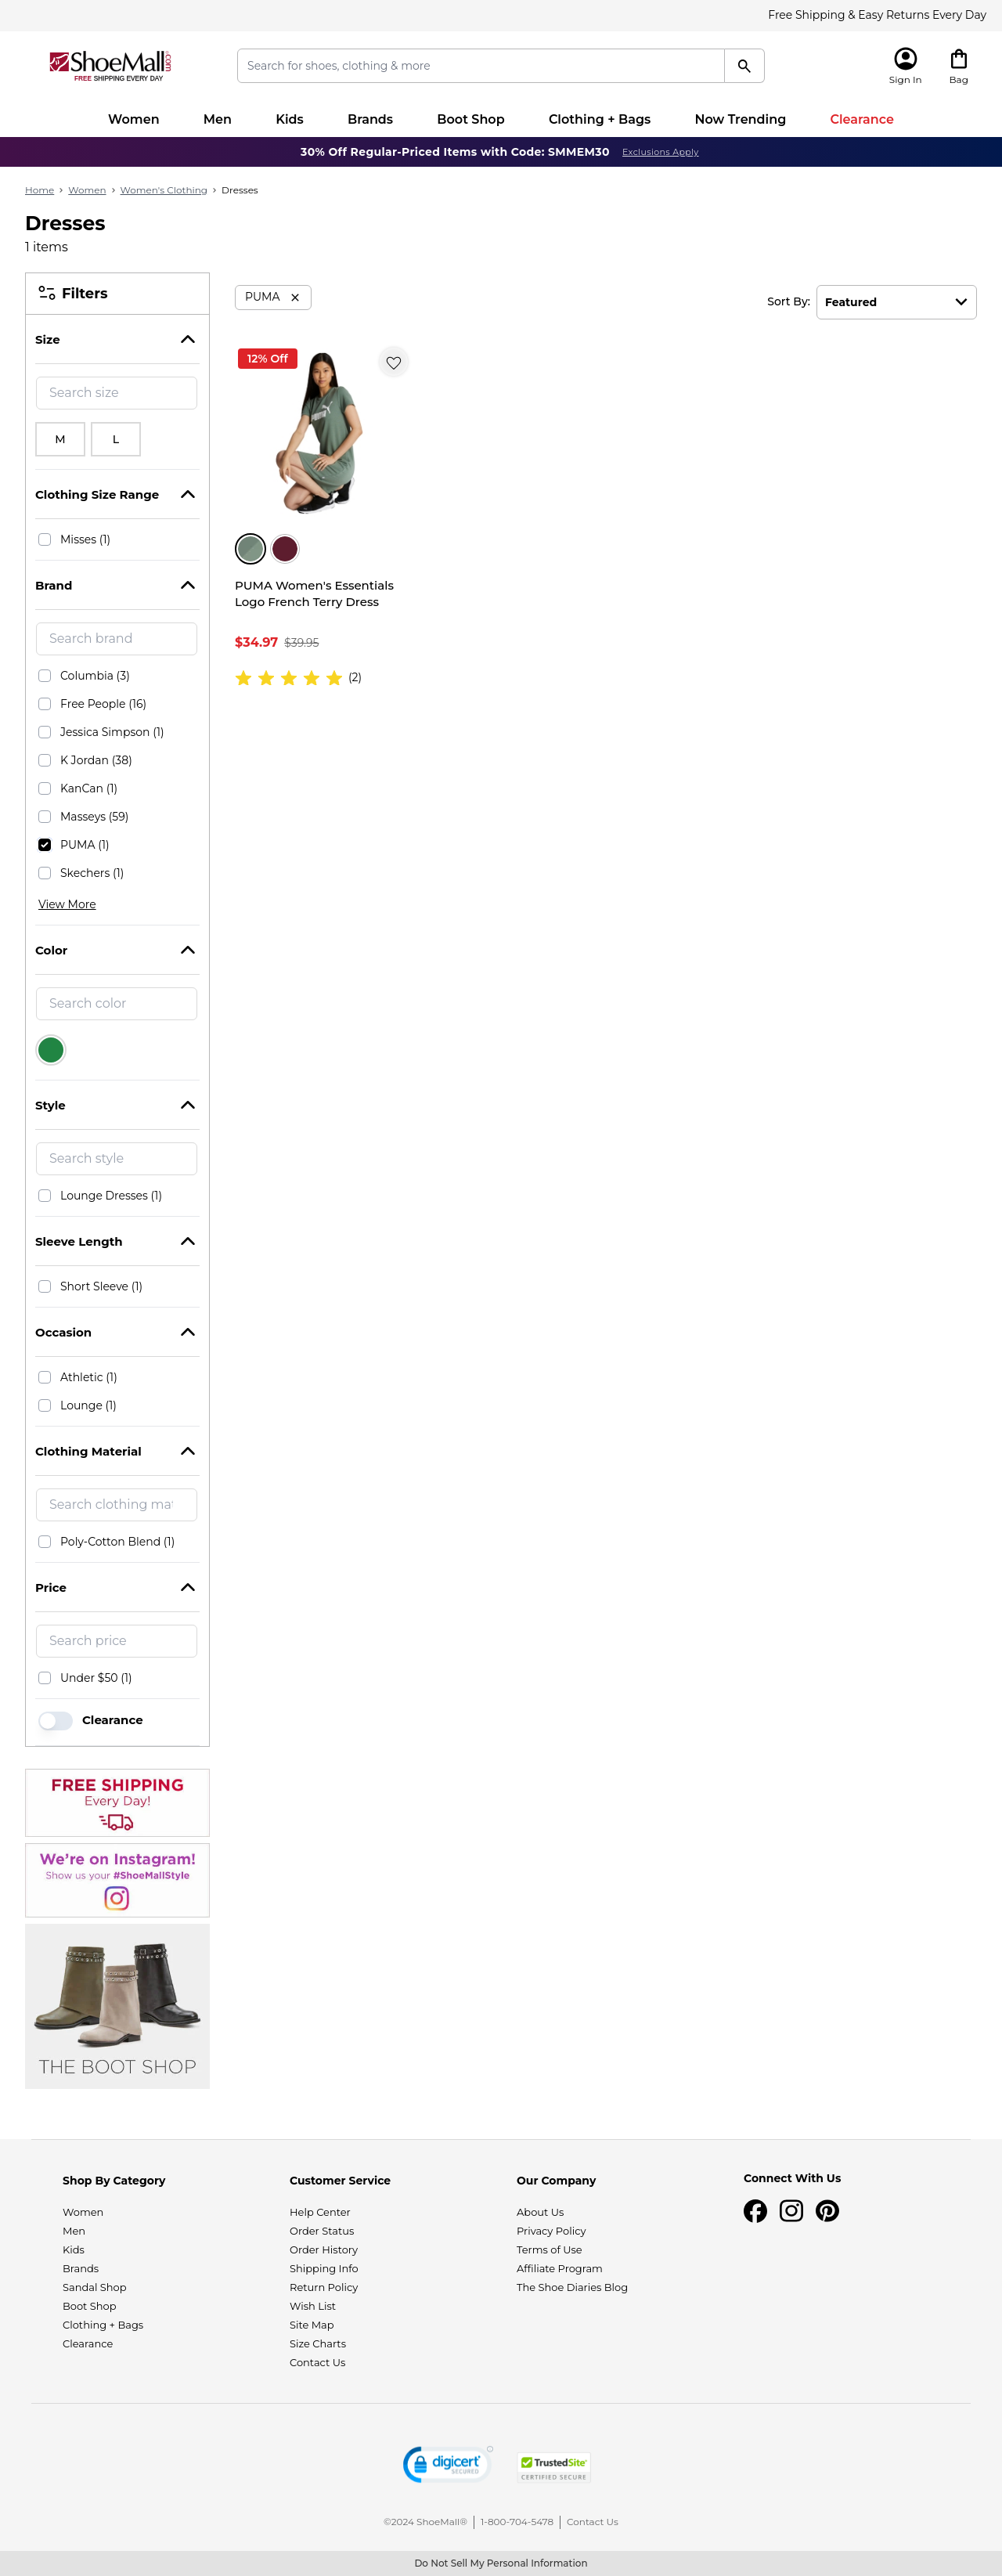 Free Shipping & Easy Returns Every Day
ShoeMall.com
FREE SHIPPING EVERY DAY
Search for shoes, clothing & more
Sign In
Bag
Women
Men
Kids
Brands
Boot Shop
Clothing + Bags
Now Trending
Clearance
30% Off Regular-Priced Items with Code: SMMEM30 Exclusions Apply
Home > Women > Women's Clothing > Dresses
Dresses
1 items
Filters
Size
Search size
M
L
Clothing Size Range
Misses (1)
Brand
Search brand
Columbia (3)
Free People (16)
Jessica Simpson (1)
K Jordan (38)
KanCan (1)
Masseys (59)
PUMA (1)
Skechers (1)
View More
Color
Search color
Style
Search style
Lounge Dresses (1)
Sleeve Length
Short Sleeve (1)
Occasion
Athletic (1)
Lounge (1)
Clothing Material
Search clothing mat
Poly-Cotton Blend (1)
Price
Search price
Under $50 (1)
Clearance
FREE SHIPPING
Every Day!
We're on Instagram!
Show us your #ShoeMallStyle
THE BOOT SHOP
PUMA
Sort By:
Featured
12% Off
PUMA Women's Essentials
Logo French Terry Dress
$34.97 $39.95
(2)
Shop By Category
Women
Men
Kids
Brands
Sandal Shop
Boot Shop
Clothing + Bags
Clearance
Customer Service
Help Center
Order Status
Order History
Shipping Info
Return Policy
Wish List
Site Map
Size Charts
Contact Us
Our Company
About Us
Privacy Policy
Terms of Use
Affiliate Program
The Shoe Diaries Blog
Connect With Us
digicert
SECURED
TrustedSite
CERTIFIED SECURE
©2024 ShoeMall® | 1-800-704-5478 | Contact Us
Do Not Sell My Personal Information